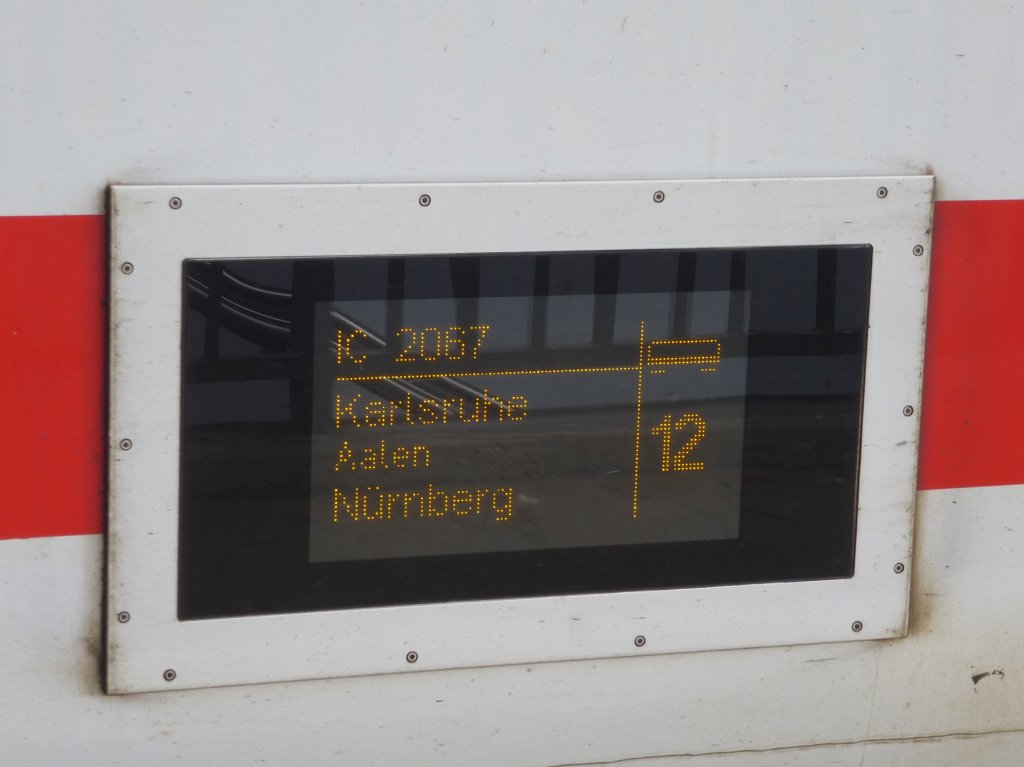 IC 2067
Karlsruhe
Aalen
Nürnberg
12